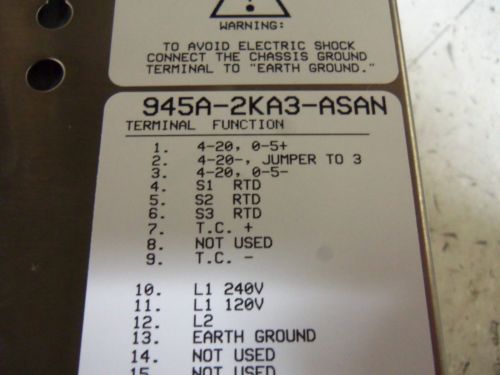 WARNING:
TO AVOID ELECTRIC SHOCK
CONNECT THE CHASSIS GROUND
TERMINAL TO "EARTH GROUND."
945A-2KA3-ASAN
TERMINAL FUNCTION
1. 4-20, 0-5+
2. 4-20-, JUMPER TO 3
3. 4-20, 0-5-
4. S1 RTD
5. S2 RTD
6. S3 RTD
7. T.C. +
8. NOT USED
9. T.C. -
10. L1 240V
11. L1 120V
12. L2
13. EARTH GROUND
14. NOT USED
15. NOT USED